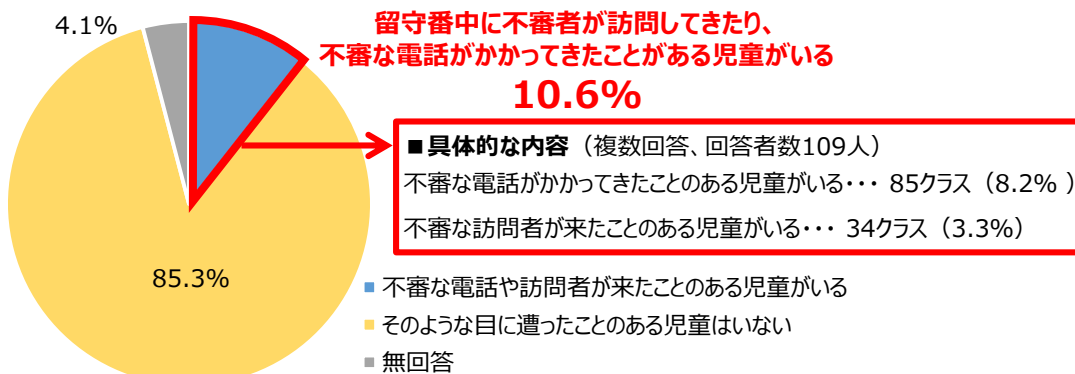 4.1%
留守番中に不審者が訪問してきたり、
不審な電話がかかってきたことがある児童がいる
10.6%
■具体的な内容（複数回答、回答者数109人）
不審な電話がかかってきたことのある児童がいる･･･ 85クラス（8.2% ）
不審な訪問者が来たことのある児童がいる･･･ 34クラス（3.3%）
85.3%
不審な電話や訪問者が来たことのある児童がいる
そのような目に遭ったことのある児童はいない
無回答